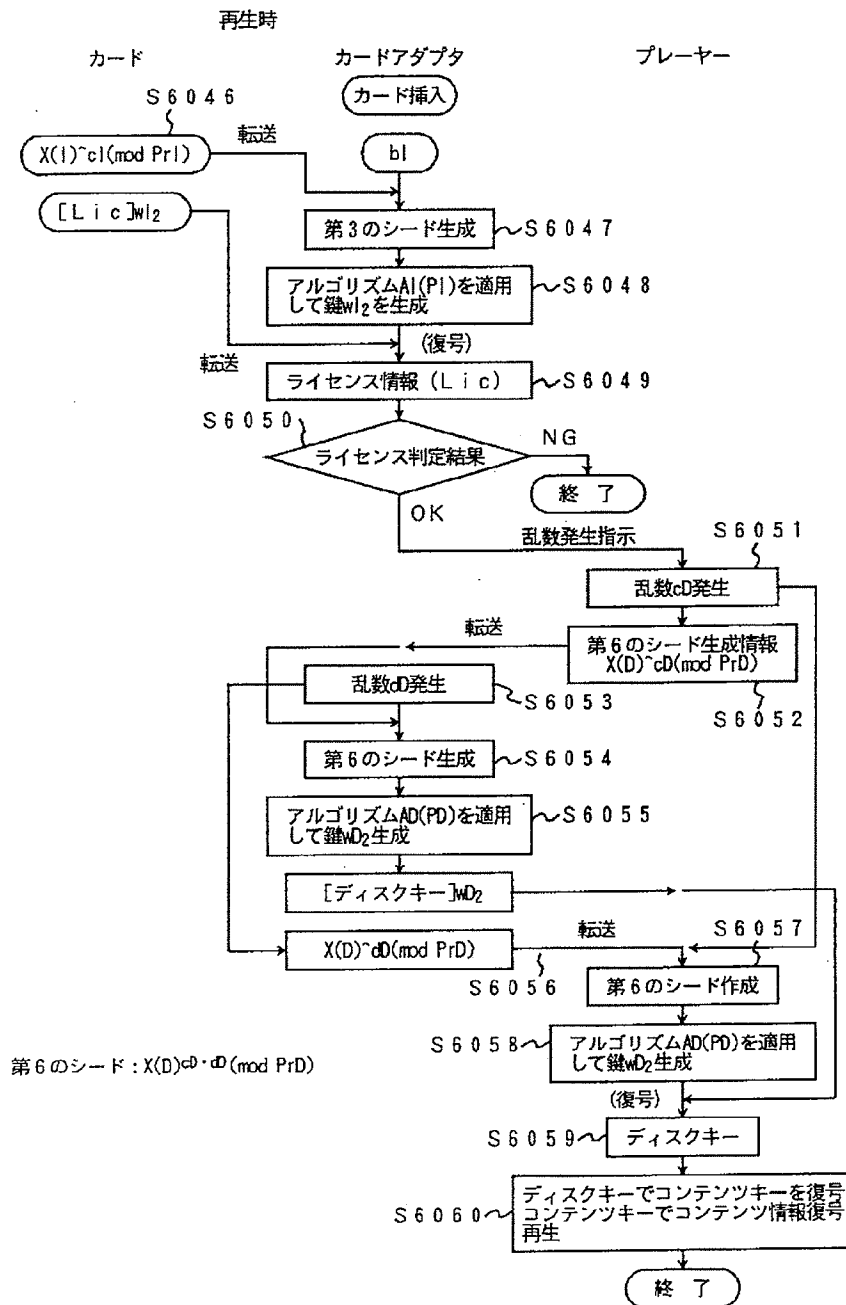 再生時
カード
カードアダプタ
プレーヤー
S6046
カード挿入
転送
X(I)^cI(mod PrI)
bI
[Lic]wI₂
第3のシード生成
S6047
アルゴリズムAI(PI)を適用
して鍵wI₂を生成
S6048
(復号)
転送
ライセンス情報(Lic)
S6049
S6050
ライセンス判定結果
NG
終 了
OK
乱数発生指示
S6051
乱数cD発生
転送
第6のシード生成情報
X(D)^cD(mod PrD)
乱数dD発生
S6053
S6052
第6のシード生成
S6054
アルゴリズムAD(PD)を適用
して鍵wD₂生成
S6055
[ディスクキー]wD₂
S6057
転送
X(D)^dD(mod PrD)
S6056
第6のシード作成
S6058
アルゴリズムAD(PD)を適用
して鍵wD₂生成
第6のシード:X(D)^cD・dD(mod PrD)
(復号)
S6059
ディスクキー
S6060
ディスクキーでコンテンツキーを復号
コンテンツキーでコンテンツ情報復号
再生
終 了